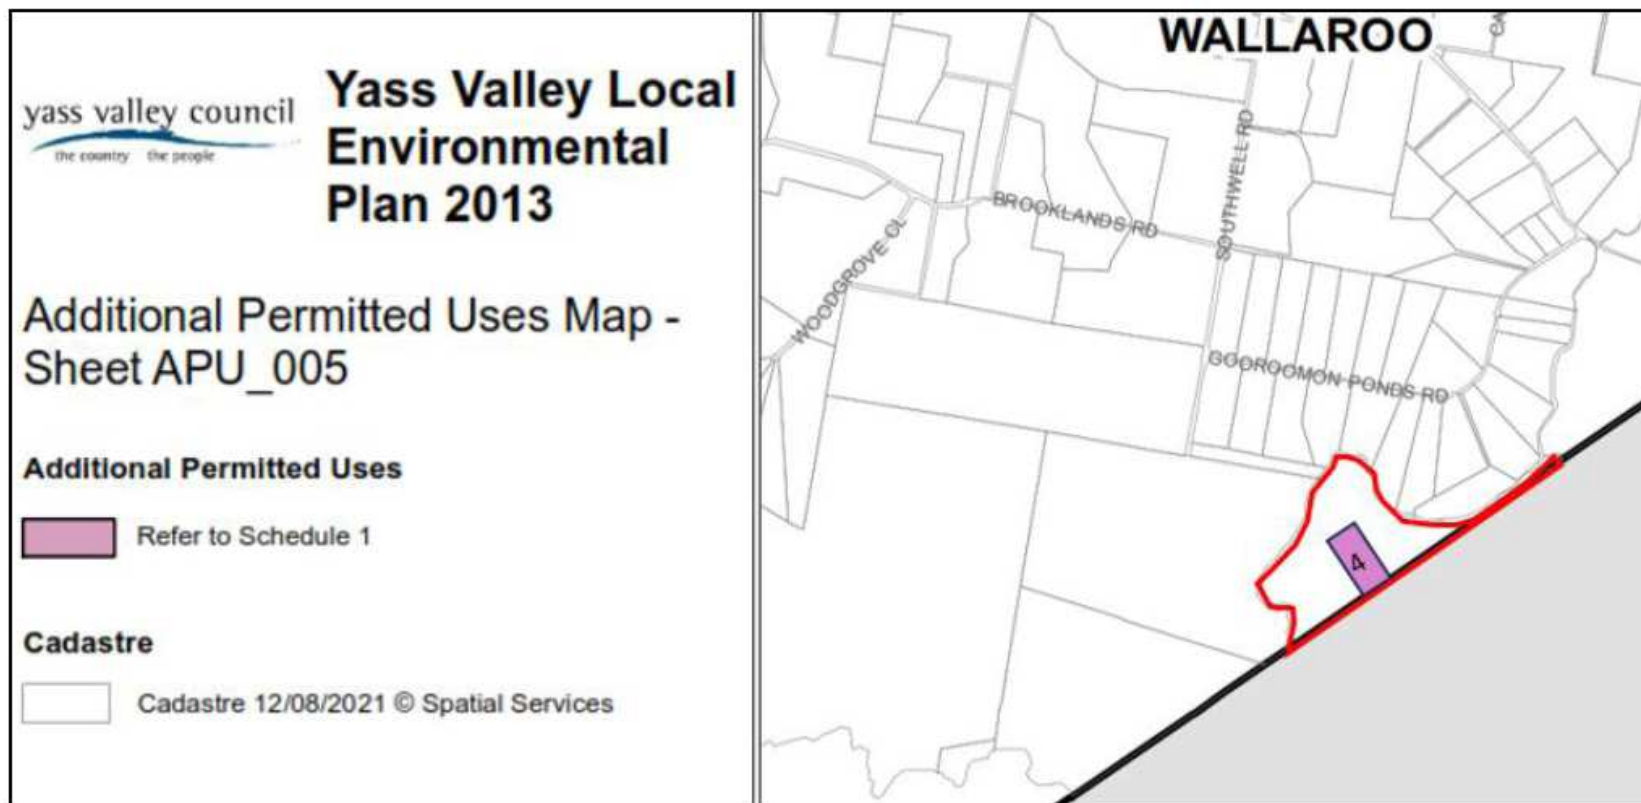 yass valley council
the country the people
Yass Valley Local
Environmental
Plan 2013
Additional Permitted Uses Map -
Sheet APU_005
Additional Permitted Uses
Refer to Schedule 1
Cadastre
Cadastre 12/08/2021 © Spatial Services
WALLAROO
BROOKLANDS RD
SOUTHWELL RD
WOODGROVE CL
GOOROOMON PONDS RD
4